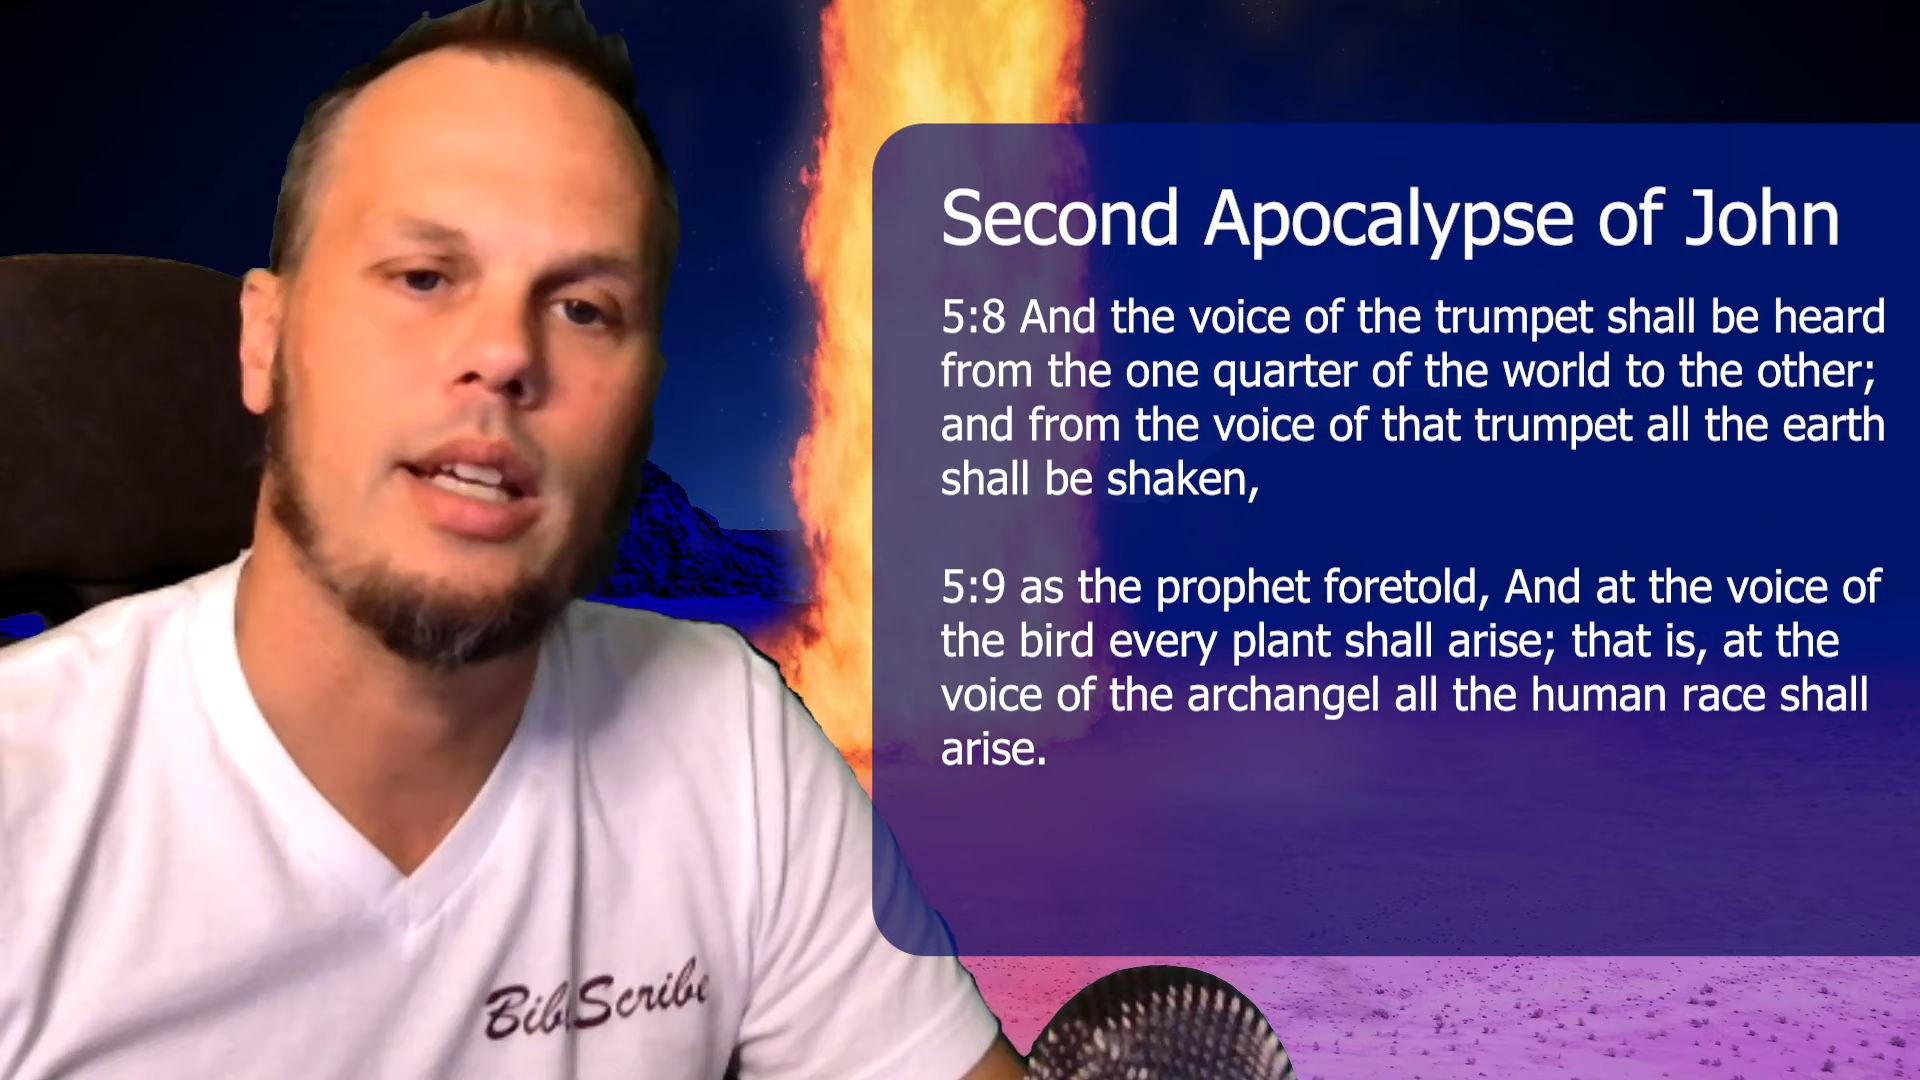 Second Apocalypse of John
5:8 And the voice of the trumpet shall be heard
from the one quarter of the world to the other;
and from the voice of that trumpet all the earth
shall be shaken,
5:9 as the prophet foretold, And at the voice of
the bird every plant shall arise; that is, at the
voice of the archangel all the human race shall
arise.
BibleScribe